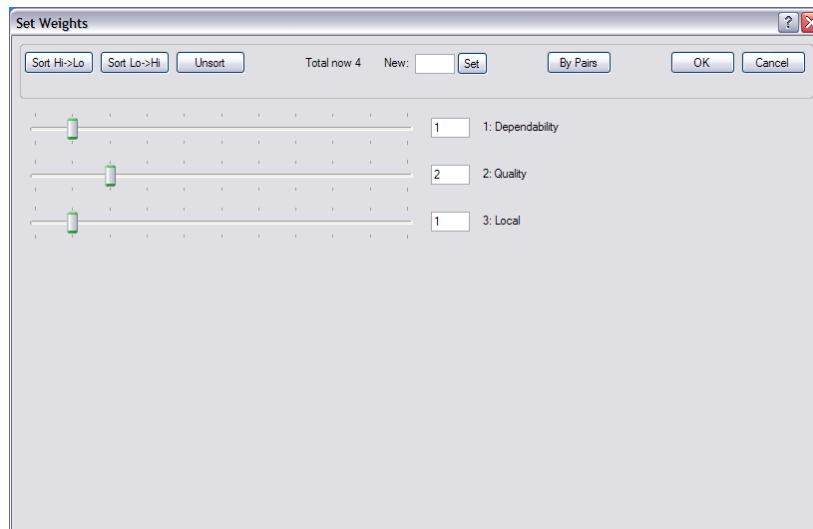 Set Weights
?
Sort Hi->Lo Sort Lo->Hi Unsort Total now 4 New: Set By Pairs OK Cancel
1 1: Dependability
2 2: Quality
1 3: Local